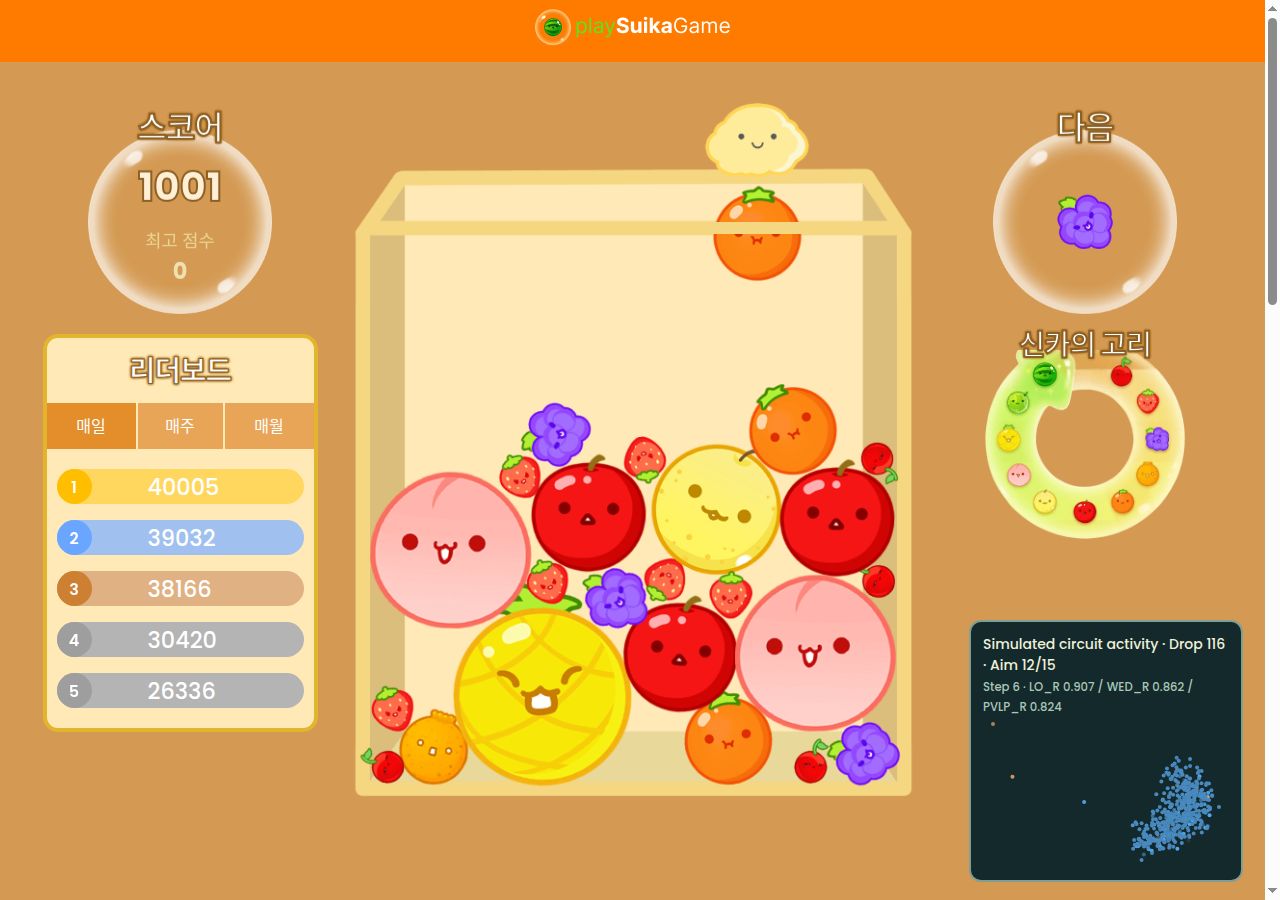 playSuikaGame
스코어
1001
최고 점수
0
다음
신카의 고리
리더보드
매일 매주 매월
1 40005
2 39032
3 38166
4 30420
5 26336
Simulated circuit activity · Drop 116
· Aim 12/15
Step 6 · LO_R 0.907 / WED_R 0.862 /
PVLP_R 0.824